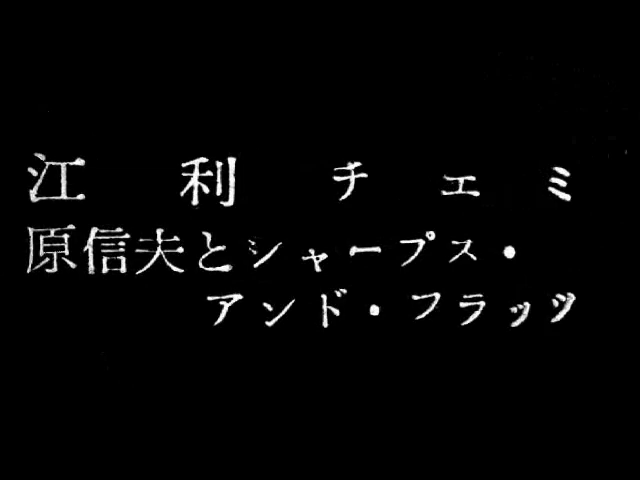 江利チエミ
原信夫とシャープス・
アンド・フラッツ